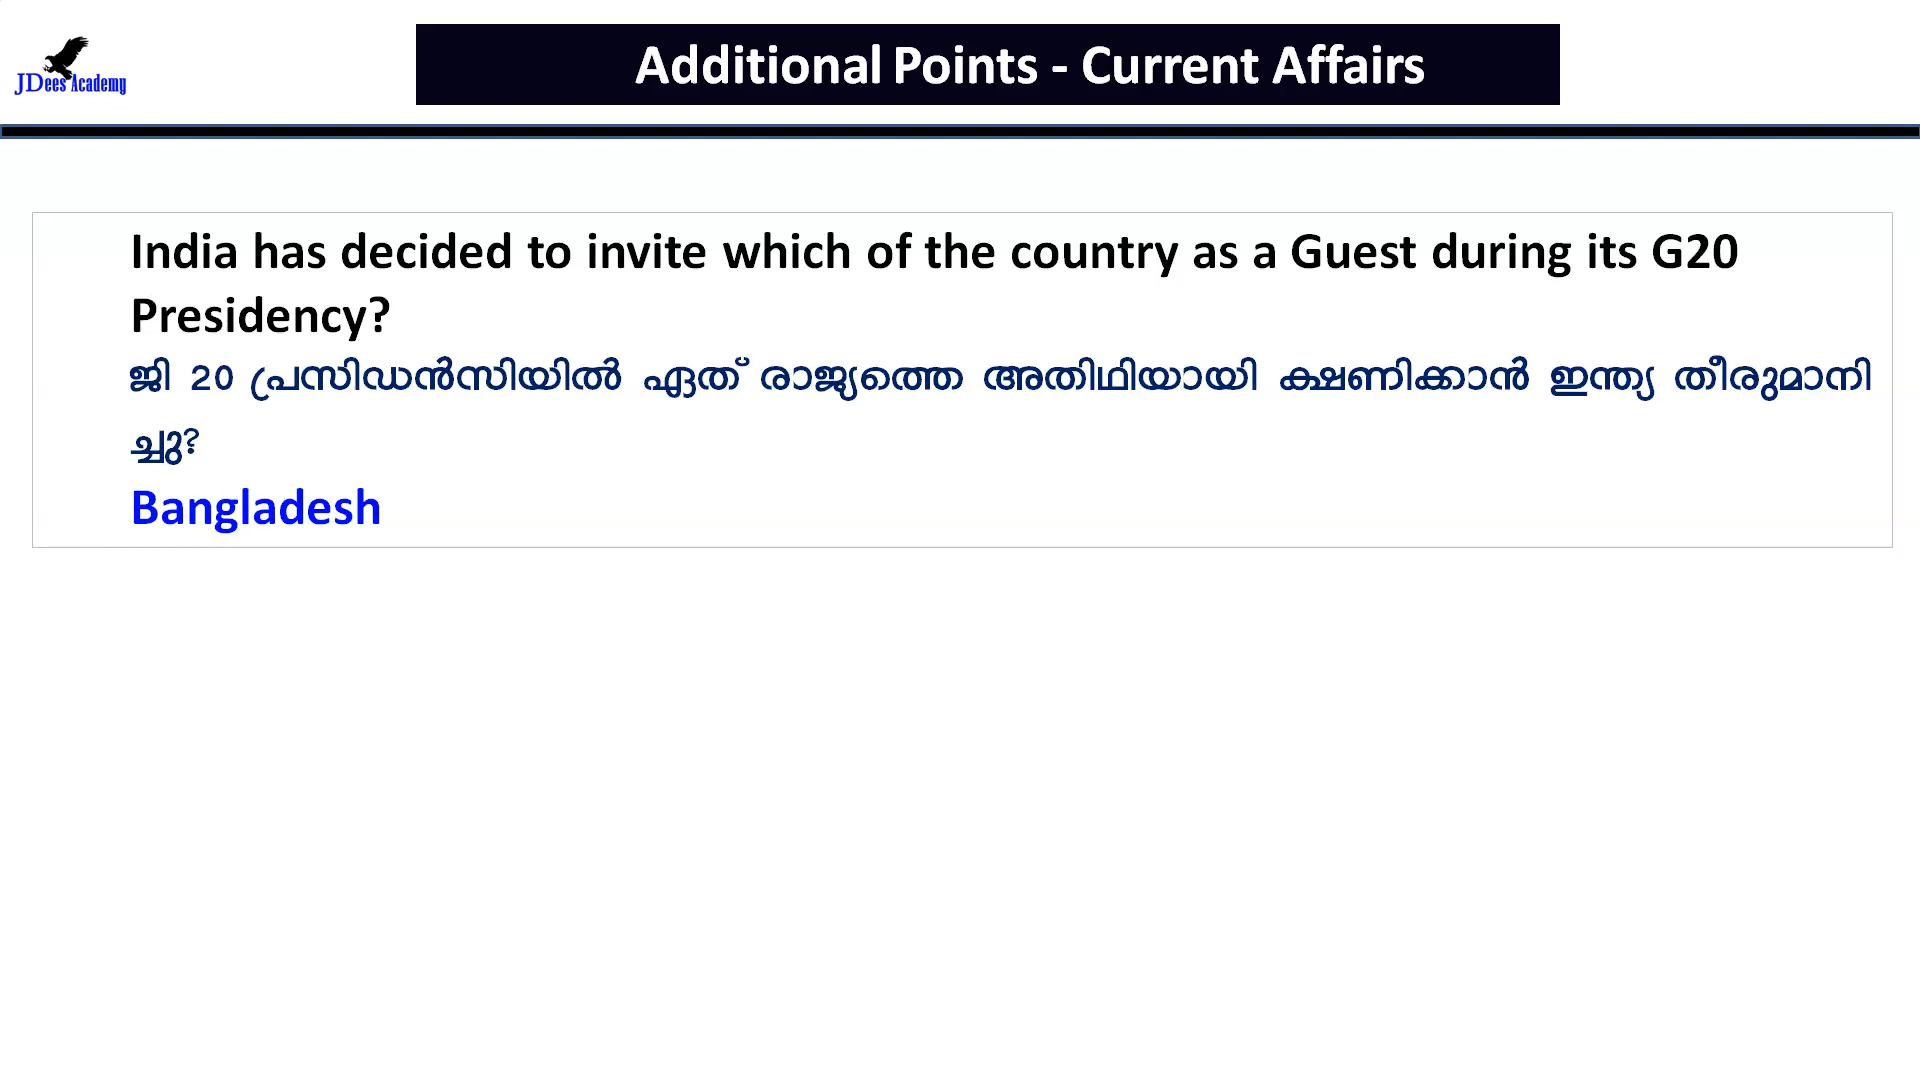 JDees Academy
Additional Points - Current Affairs
India has decided to invite which of the country as a Guest during its G20
Presidency?
ജി 20 പ്രസിഡൻസിയിൽ ഏത് രാജ്യത്തെ അതിഥിയായി ക്ഷണിക്കാൻ ഇന്ത്യ തീരുമാനി
ച്ചു?
Bangladesh